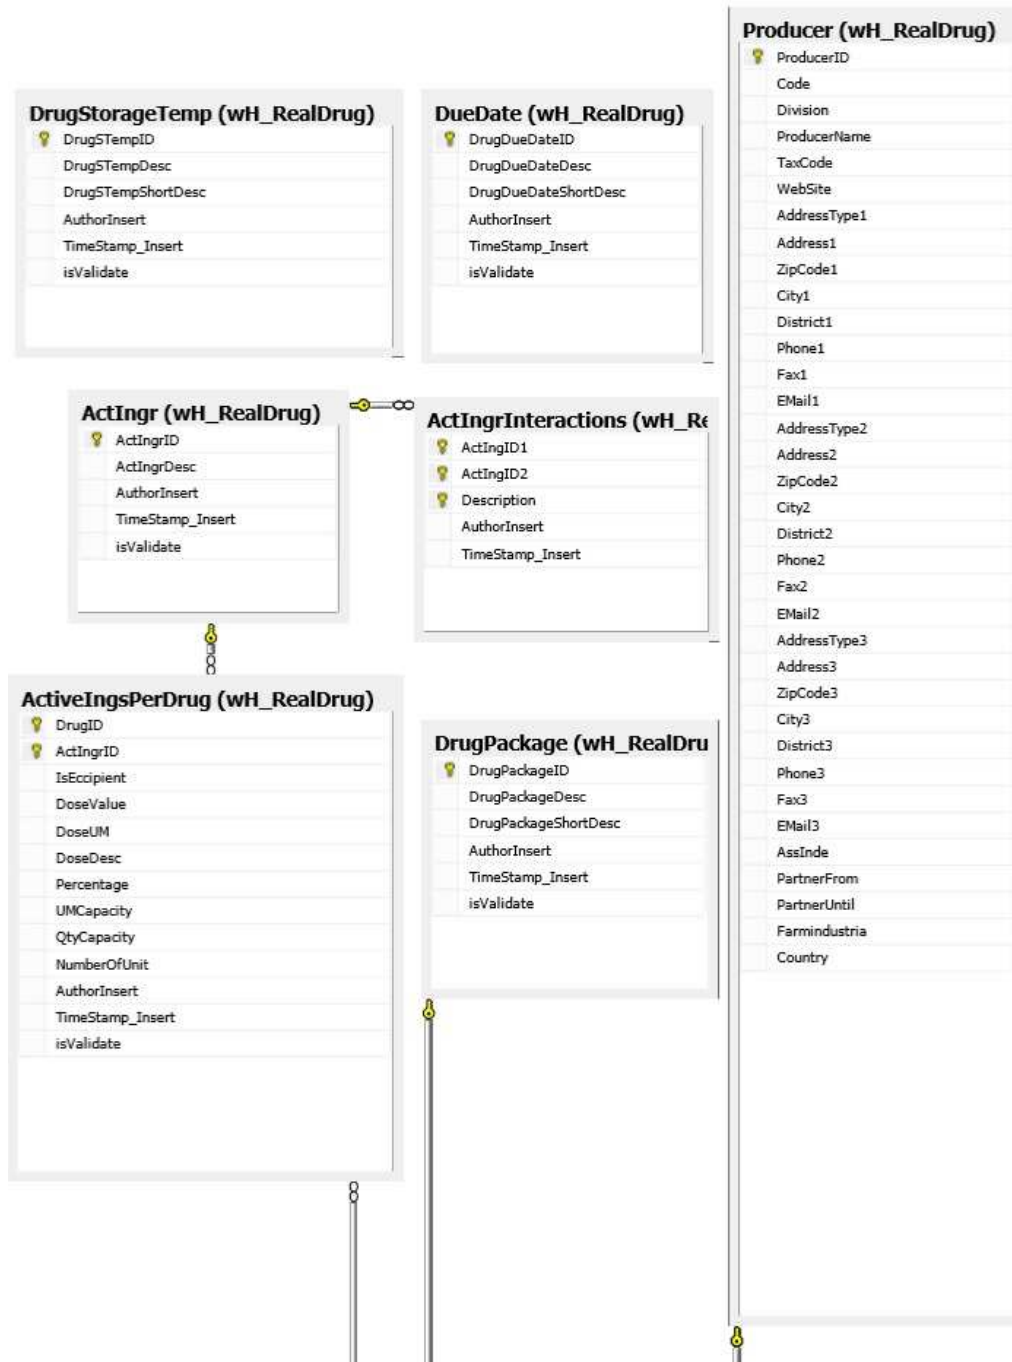 DrugStorageTemp (wH_RealDrug)
DrugSTempID
DrugSTempDesc
DrugSTempShortDesc
AuthorInsert
TimeStamp_Insert
isValidate
DueDate (wH_RealDrug)
DrugDueDateID
DrugDueDateDesc
DrugDueDateShortDesc
AuthorInsert
TimeStamp_Insert
isValidate
Producer (wH_RealDrug)
ProducerID
Code
Division
ProducerName
TaxCode
WebSite
AddressType1
Address1
ZipCode1
City1
District1
Phone1
Fax1
EMail1
AddressType2
Address2
ZipCode2
City2
District2
Phone2
Fax2
EMail2
AddressType3
Address3
ZipCode3
City3
District3
Phone3
Fax3
EMail3
AssInde
PartnerFrom
PartnerUntil
Farmindustria
Country
ActIngr (wH_RealDrug)
ActIngrID
ActIngrDesc
AuthorInsert
TimeStamp_Insert
isValidate
ActIngrInteractions (wH_Re
ActIngID1
ActIngID2
Description
AuthorInsert
TimeStamp_Insert
ActiveIngsPerDrug (wH_RealDrug)
DrugID
ActIngrID
IsEccipient
DoseValue
DoseUM
DoseDesc
Percentage
UMCapacity
QtyCapacity
NumberOfUnit
AuthorInsert
TimeStamp_Insert
isValidate
DrugPackage (wH_RealDru
DrugPackageID
DrugPackageDesc
DrugPackageShortDesc
AuthorInsert
TimeStamp_Insert
isValidate